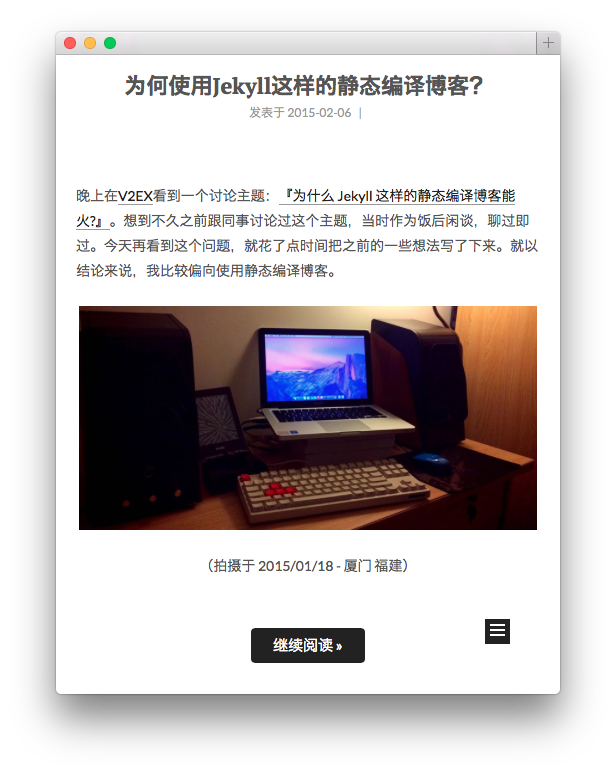 为何使用Jekyll这样的静态编译博客？
发表于 2015-02-06 |
晚上在V2EX看到一个讨论主题：『为什么 Jekyll 这样的静态编译博客能
火?』。想到不久之前跟同事讨论过这个主题，当时作为饭后闲谈，聊过即
过。今天再看到这个问题，就花了点时间把之前的一些想法写了下来。就以
结论来说，我比较偏向使用静态编译博客。
（拍摄于 2015/01/18 - 厦门 福建）
继续阅读 »